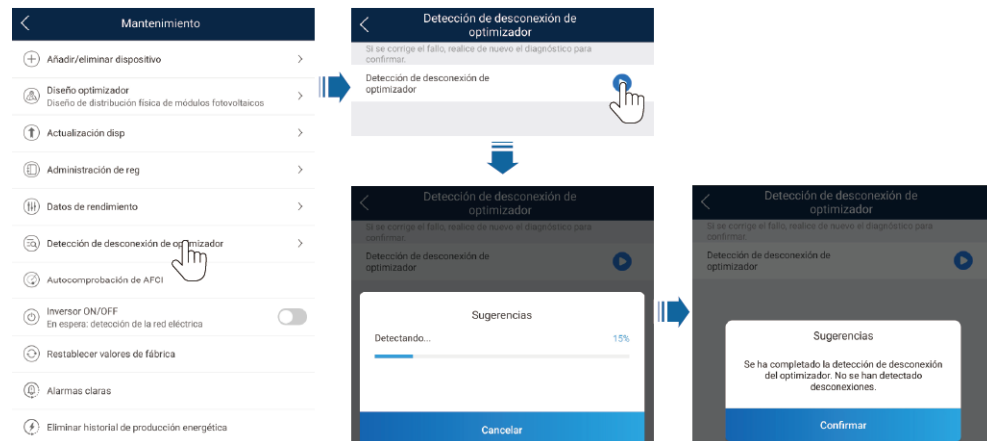 Mantenimiento
Añadir/eliminar dispositivo
Diseño optimizador
Diseño de distribución física de módulos fotovoltaicos
Actualización disp
Administración de reg
Datos de rendimiento
Detección de desconexión de optimizador
Autocomprobación de AFCI
Inversor ON/OFF
En espera: detección de la red eléctrica
Restablecer valores de fábrica
Alarmas claras
Eliminar historial de producción energética
Detección de desconexión de
optimizador
Si se corrige el fallo, realice de nuevo el diagnóstico para
confirmar.
Detección de desconexión de
optimizador
Detección de desconexión de
optimizador
Si se corrige el fallo, realice de nuevo el diagnóstico para
confirmar.
Detección de desconexión de
optimizador
Sugerencias
Detectando... 15%
Cancelar
Detección de desconexión de
optimizador
Si se corrige el fallo, realice de nuevo el diagnóstico para
confirmar.
Detección de desconexión de
optimizador
Sugerencias
Se ha completado la detección de desconexión
del optimizador. No se han detectado
desconexiones.
Confirmar